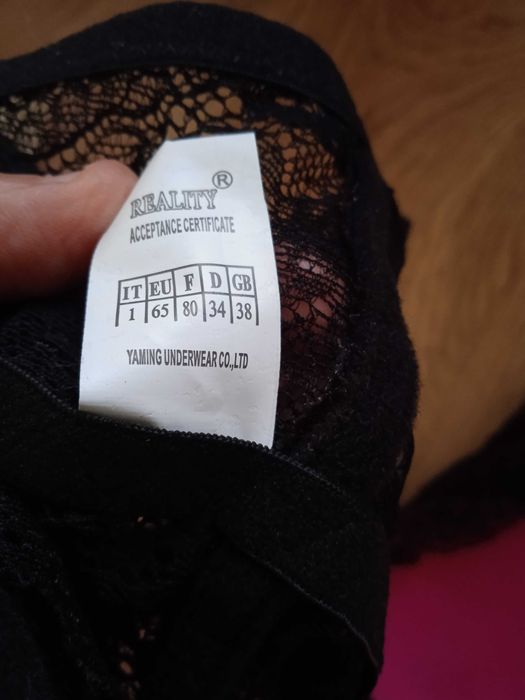 REALITY®
ACCEPTANCE CERTIFICATE
IT EU F D GB
1 65 80 34 38
YAMING UNDERWEAR CO.,LTD